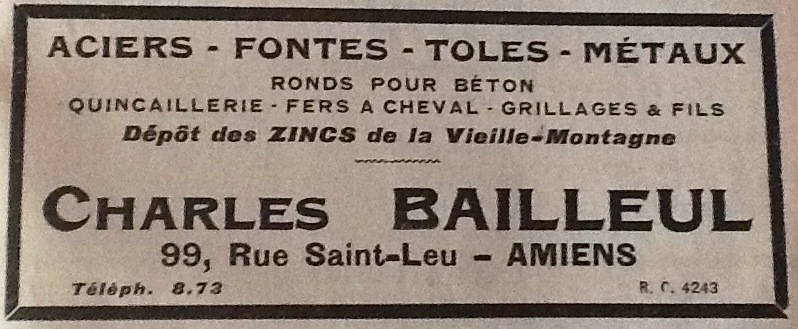 ACIERS - FONTES - TOLES - MÉTAUX
RONDS POUR BÉTON
QUINCAILLERIE - FERS A CHEVAL - GRILLAGES & FILS
Dépôt des ZINCS de la Vieille-Montagne
CHARLES BAILLEUL
99, Rue Saint-Leu - AMIENS
Téléph. 8.73
R. C. 4243